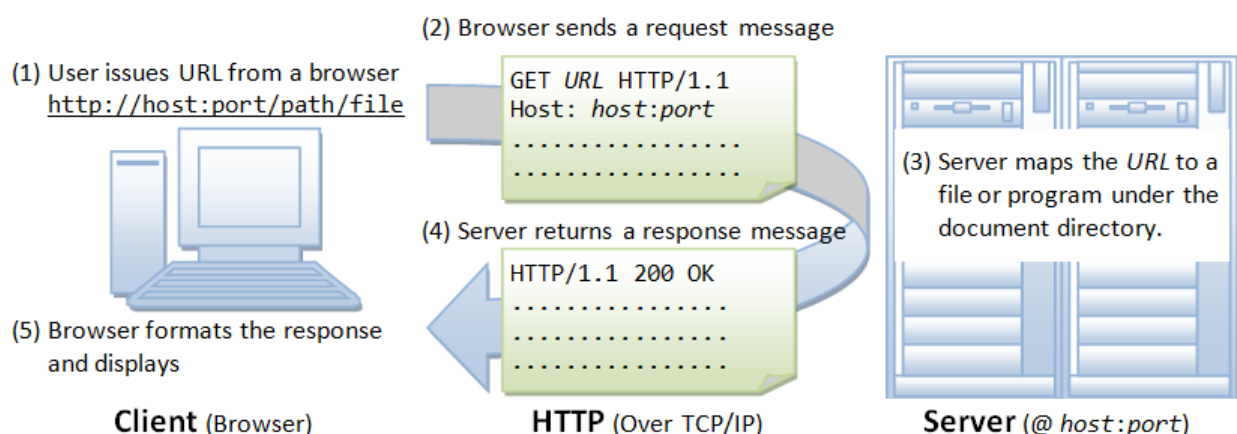 (1) User issues URL from a browser
http://host:port/path/file
(2) Browser sends a request message
GET URL HTTP/1.1
Host: host:port
.................
.................
(3) Server maps the URL to a
file or program under the
document directory.
(4) Server returns a response message
HTTP/1.1 200 OK
................
................
................
(5) Browser formats the response
and displays
Client (Browser)
HTTP (Over TCP/IP)
Server (@ host:port)